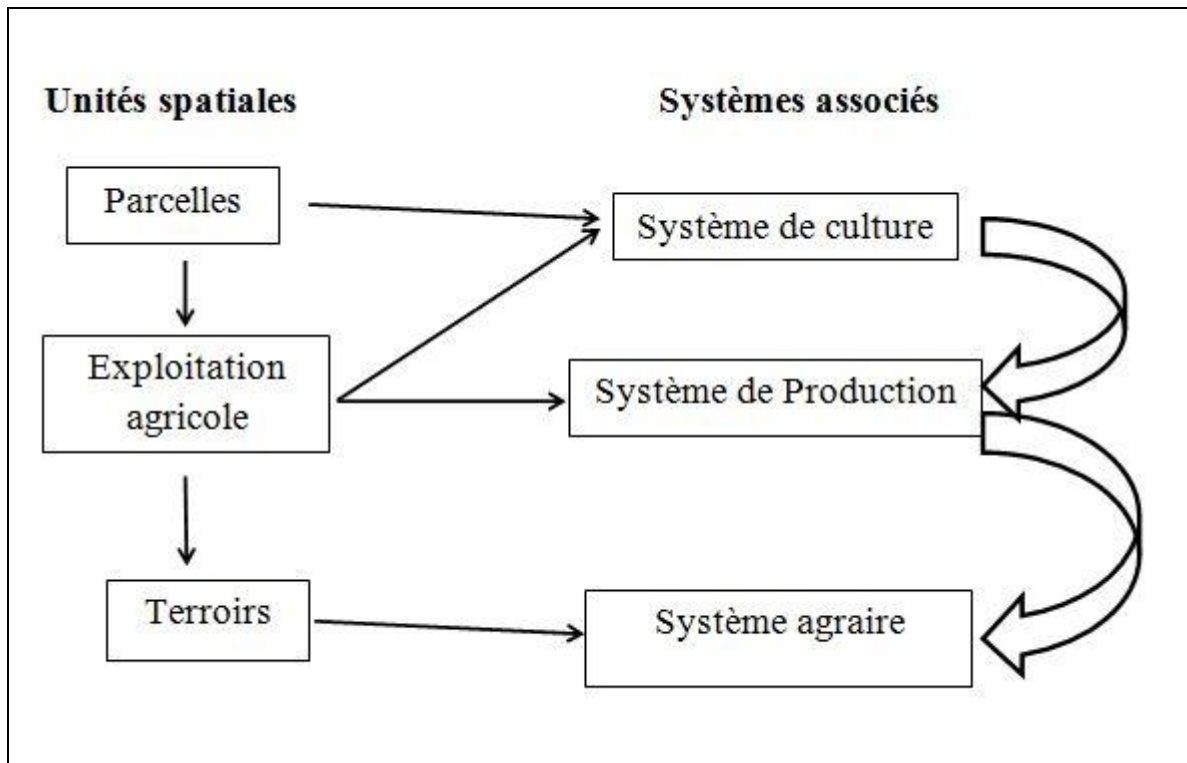 Unités spatiales
Systèmes associés
Parcelles
Système de culture
Exploitation
agricole
Système de Production
Terroirs
Système agraire